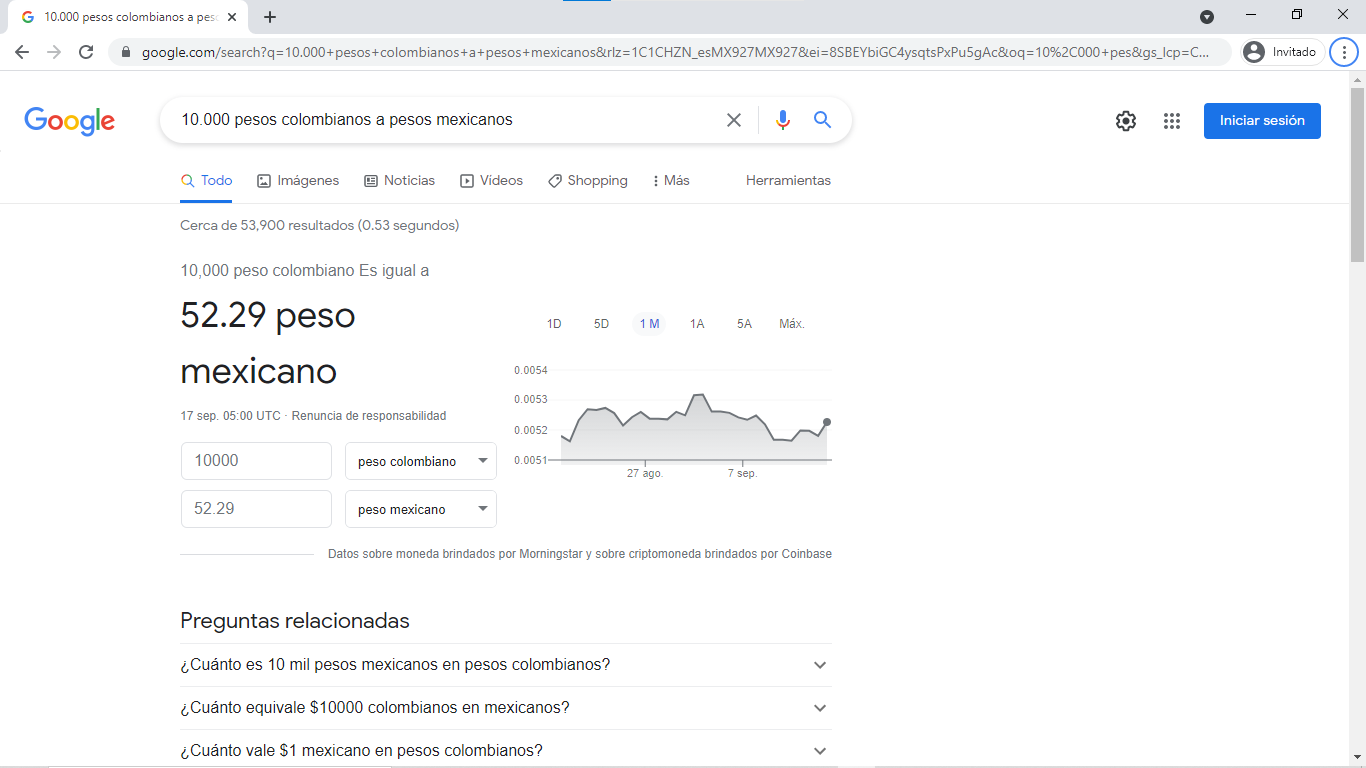 10.000 pesos colombianos a peso
google.com/search?q=10.000+pesos+colombianos+a+pesos+mexicanos&rlz=1C1CHZN_esMX927MX927&ei=8SBEYbiGC4ysqtsPxPu5gAc&oq=10%2C000+pes&gs_lcp=C...
Invitado
Google
10.000 pesos colombianos a pesos mexicanos
Iniciar sesión
Todo Imágenes Noticias Vídeos Shopping Más Herramientas
Cerca de 53,900 resultados (0.53 segundos)
10,000 peso colombiano Es igual a
52.29 peso
mexicano
17 sep. 05:00 UTC · Renuncia de responsabilidad
10000 peso colombiano
52.29 peso mexicano
1D 5D 1 M 1A 5A Máx.
0.0054
0.0053
0.0052
0.0051
27 ago. 7 sep.
Datos sobre moneda brindados por Morningstar y sobre criptomoneda brindados por Coinbase
Preguntas relacionadas
¿Cuánto es 10 mil pesos mexicanos en pesos colombianos?
¿Cuánto equivale $10000 colombianos en mexicanos?
¿Cuánto vale $1 mexicano en pesos colombianos?